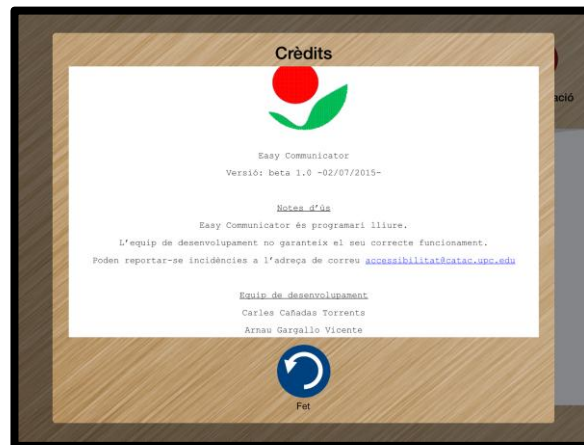 Crèdits
ació
Easy Communicator
Versió: beta 1.0 -02/07/2015-
Notes d'ús
Easy Communicator és programari lliure.
L'equip de desenvolupament no garanteix el seu correcte funcionament.
Poden reportar-se incidències a l'adreça de correu accessibilitat@catac.upc.edu
Equip de desenvolupament
Carles Cañadas Torrents
Arnau Gargallo Vicente
Fet